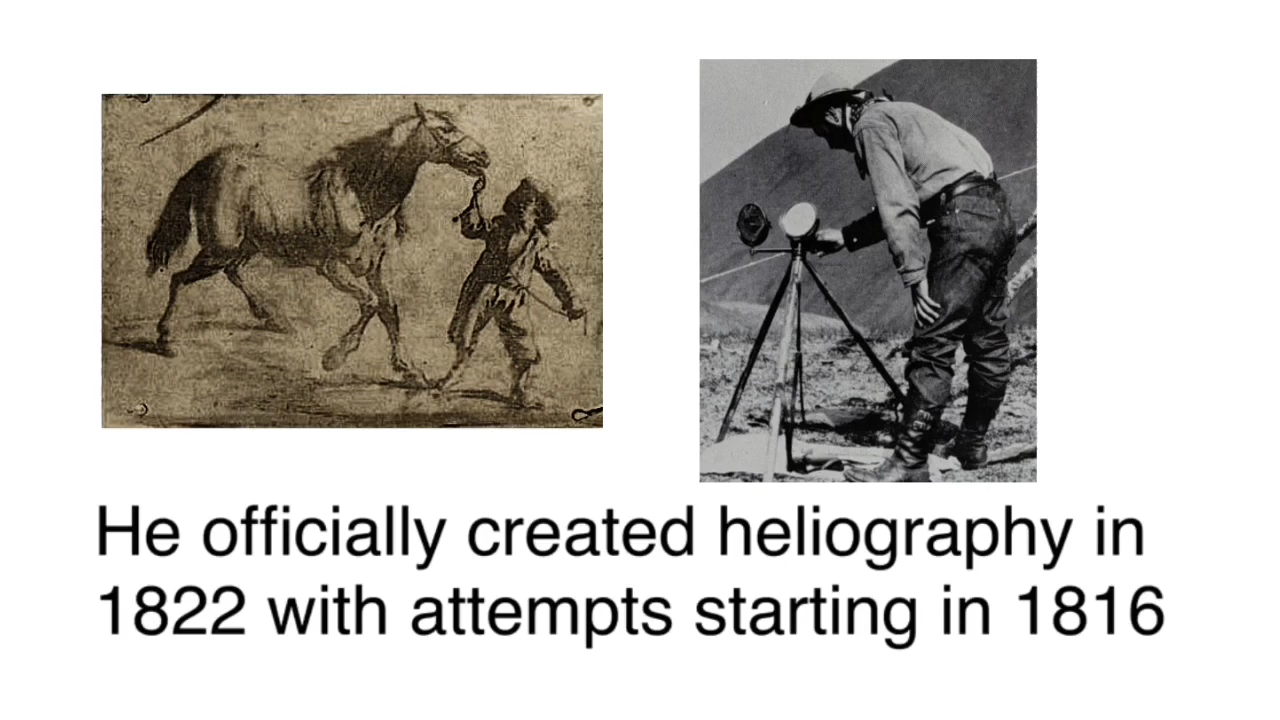 He officially created heliography in
1822 with attempts starting in 1816